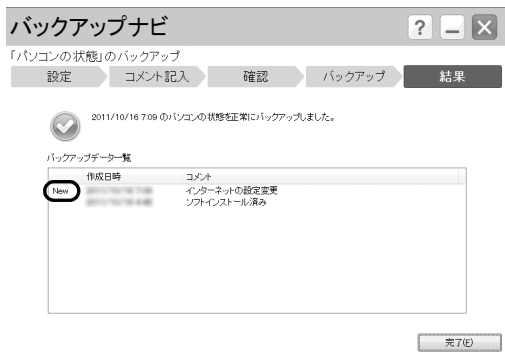 バックアップナビ
?
「パソコンの状態」のバックアップ
設定 コメント記入 確認 バックアップ 結果
2011/10/16 7:09 のパソコンの状態を正常にバックアップしました。
バックアップデータ一覧
作成日時 コメント
New インターネットの設定変更
ソフトインストール済み
完了(E)